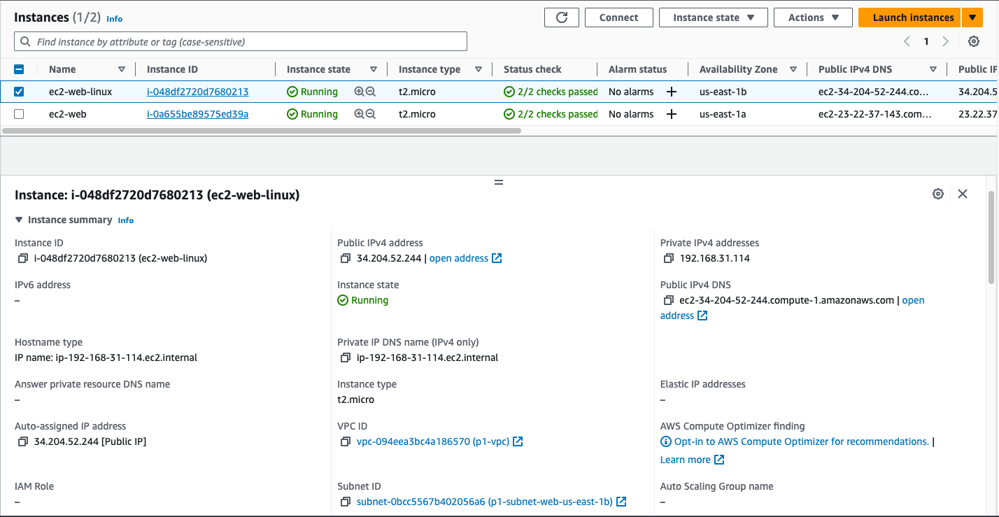 Instances (1/2) Info
Connect
Instance state
Actions
Launch instances
Find instance by attribute or tag (case-sensitive)
1
Name Instance ID Instance state Instance type Status check Alarm status Availability Zone Public IPv4 DNS Public IP
ec2-web-linux i-048df2720d7680213 Running t2.micro 2/2 checks passed No alarms us-east-1b ec2-34-204-52-244.co... 34.204.5
ec2-web i-0a655be89575ed39a Running t2.micro 2/2 checks passed No alarms us-east-1a ec2-23-22-37-143.com... 23.22.37
Instance: i-048df2720d7680213 (ec2-web-linux)
Instance summary Info
Instance ID Public IPv4 address Private IPv4 addresses
i-048df2720d7680213 (ec2-web-linux) 34.204.52.244 | open address 192.168.31.114
IPv6 address Instance state Public IPv4 DNS
– Running ec2-34-204-52-244.compute-1.amazonaws.com | open
address
Hostname type Private IP DNS name (IPv4 only)
IP name: ip-192-168-31-114.ec2.internal ip-192-168-31-114.ec2.internal
Answer private resource DNS name Instance type Elastic IP addresses
– t2.micro –
Auto-assigned IP address VPC ID AWS Compute Optimizer finding
34.204.52.244 [Public IP] vpc-094eea3bc4a186570 (p1-vpc) Opt-in to AWS Compute Optimizer for recommendations. |
Learn more
IAM Role Subnet ID Auto Scaling Group name
– subnet-0bcc5567b402056a6 (p1-subnet-web-us-east-1b) –